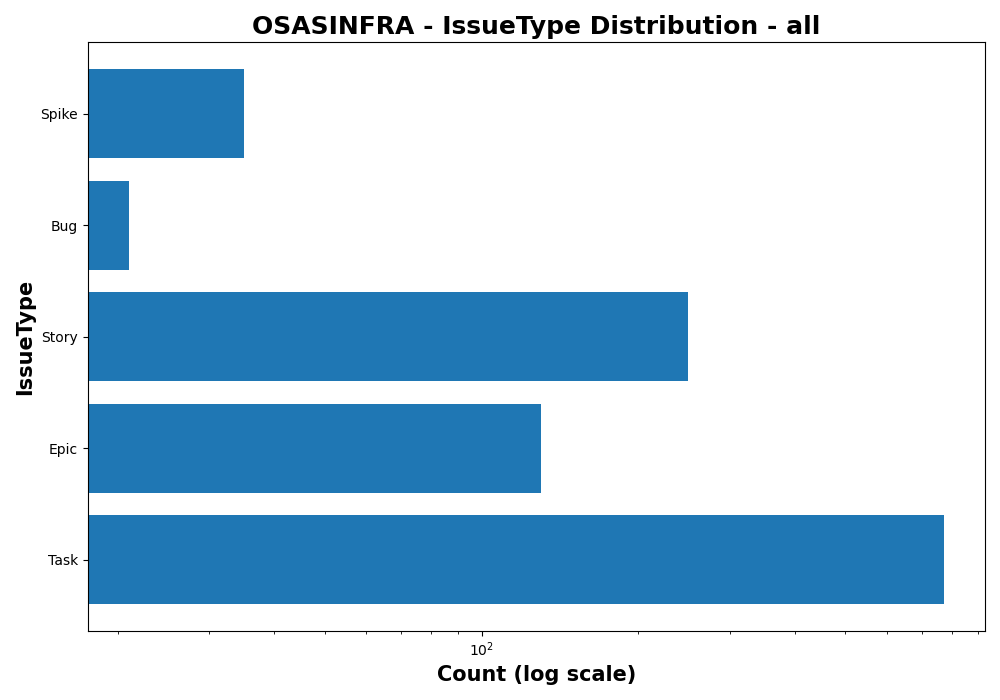 OSASINFRA - IssueType Distribution - all
IssueType
Spike
Bug
Story
Epic
Task
10²
Count (log scale)